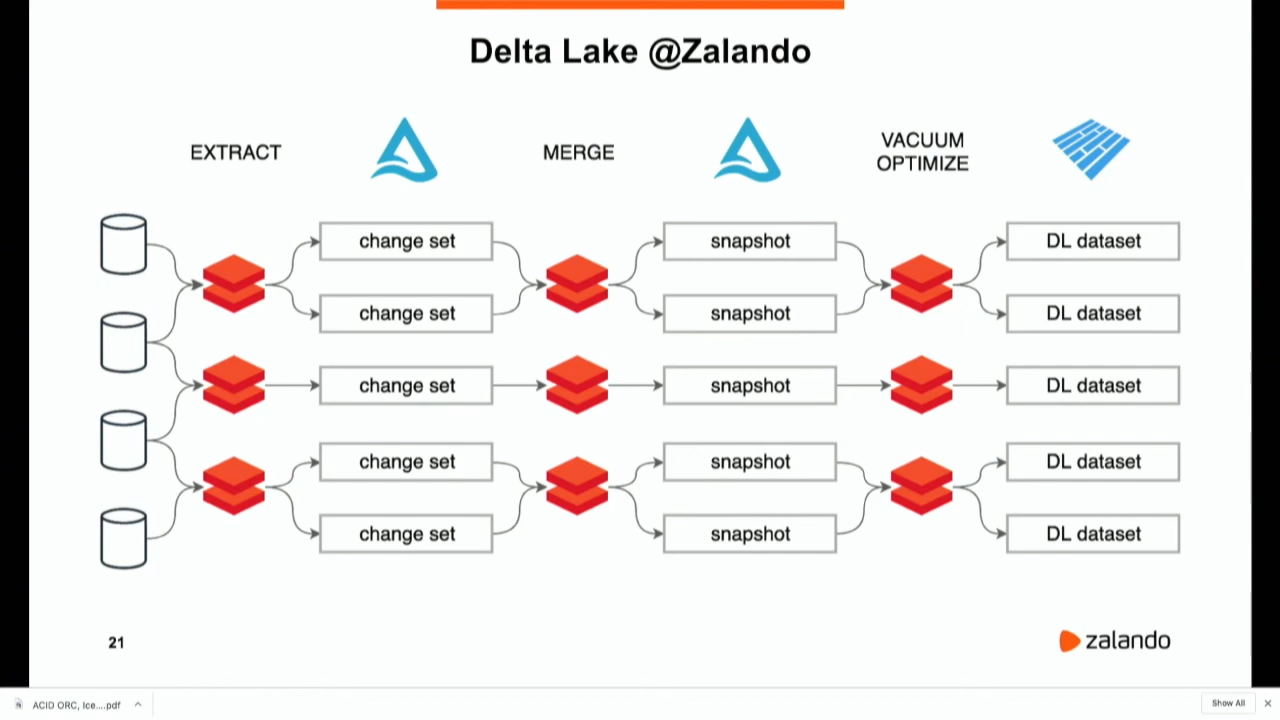 Delta Lake @Zalando
EXTRACT
MERGE
VACUUM
OPTIMIZE
change set
snapshot
DL dataset
change set
snapshot
DL dataset
change set
snapshot
DL dataset
change set
snapshot
DL dataset
change set
snapshot
DL dataset
21
zalando
ACID ORC, Ice....pdf
Show All